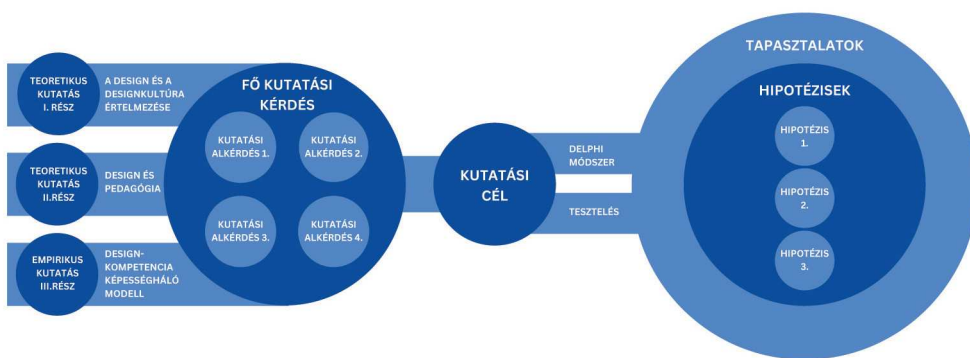 TEORETIKUS
KUTATÁS
I. RÉSZ
A DESIGN ÉS A
DESIGNKULTÚRA
ÉRTELMEZÉSE
TEORETIKUS
KUTATÁS
II.RÉSZ
DESIGN ÉS
PEDAGÓGIA
EMPIRIKUS
KUTATÁS
III.RÉSZ
DESIGN-
KOMPETENCIA
KÉPESSÉGHÁLÓ
MODELL
FŐ KUTATÁSI
KÉRDÉS
KUTATÁSI
ALKÉRDÉS 1.
KUTATÁSI
ALKÉRDÉS 2.
KUTATÁSI
ALKÉRDÉS 3.
KUTATÁSI
ALKÉRDÉS 4.
KUTATÁSI
CÉL
DELPHI
MÓDSZER
TESZTELÉS
TAPASZTALATOK
HIPOTÉZISEK
HIPOTÉZIS
1.
HIPOTÉZIS
2.
HIPOTÉZIS
3.